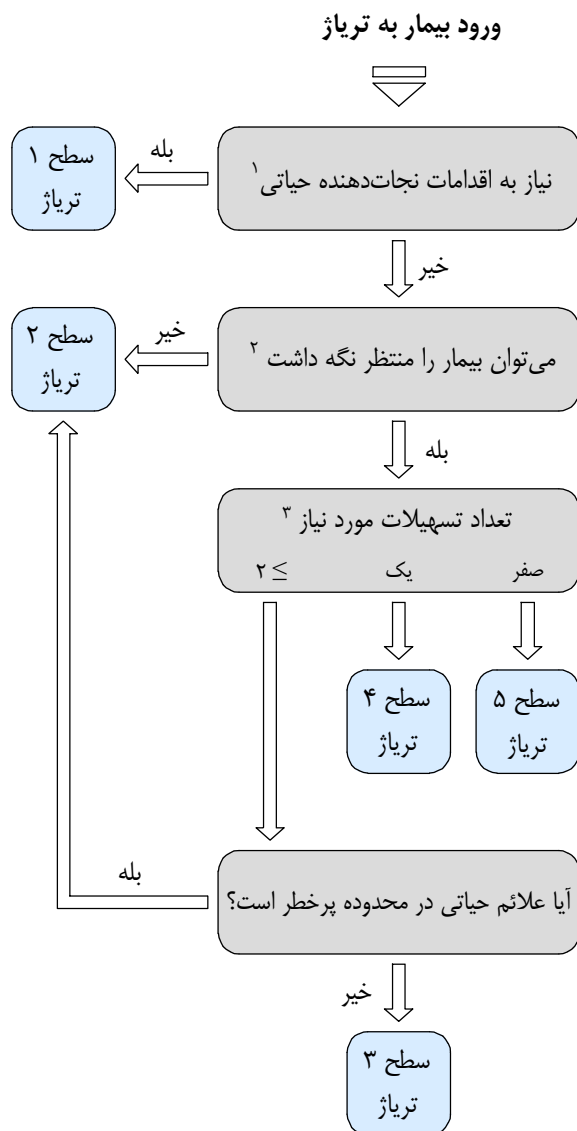 ورود بیمار به تریاژ
نیاز به اقدامات نجات‌دهنده حیاتی۱
بله
سطح ۱
تریاژ
خیر
می‌توان بیمار را منتظر نگه داشت ۲
خیر
سطح ۲
تریاژ
بله
تعداد تسهیلات مورد نیاز ۳
صفر
یک
۲ ≤
سطح ۵
تریاژ
سطح ۴
تریاژ
آیا علائم حیاتی در محدوده پرخطر است؟
بله
خیر
سطح ۳
تریاژ